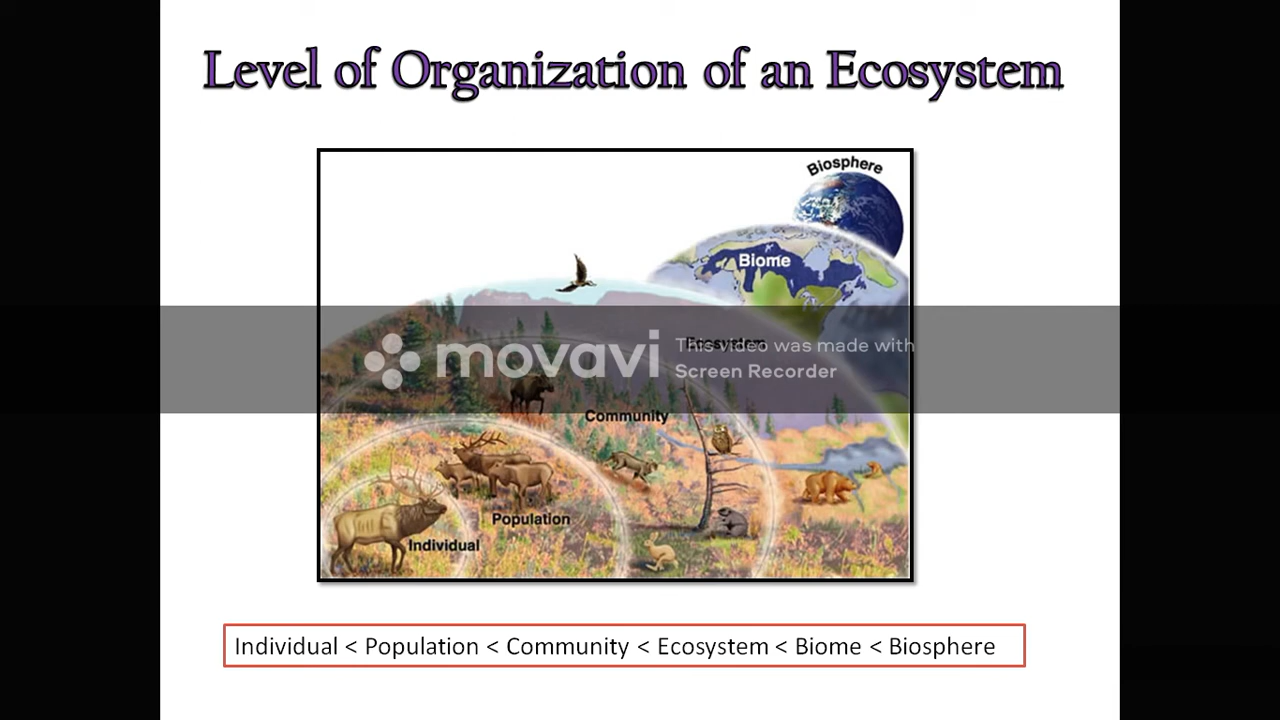 Level of Organization of an Ecosystem
Biosphere
Biome
Ecosystem
movavi
This video was made with
Screen Recorder
Community
Population
Individual
Individual < Population < Community < Ecosystem < Biome < Biosphere